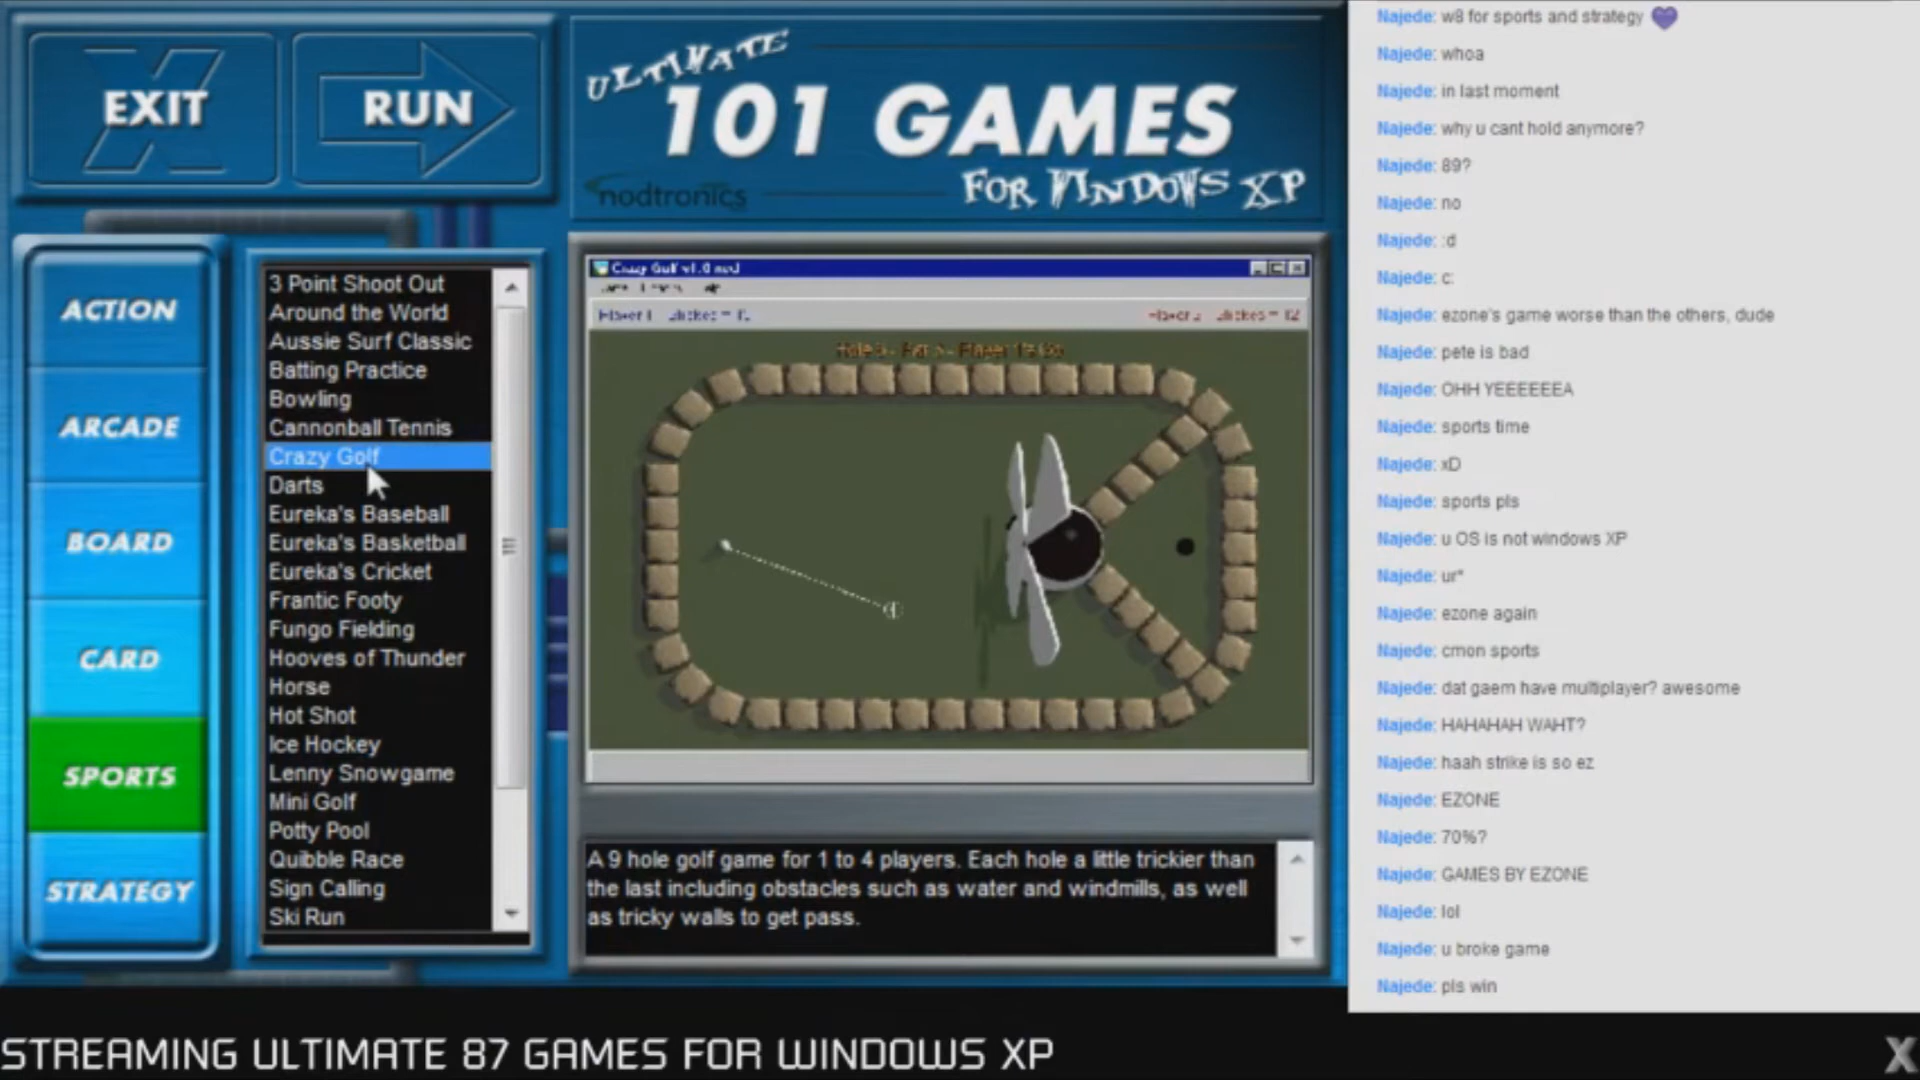 EXIT
RUN
ULTIMATE
101 GAMES
FOR WINDOWS XP
nodtronics
ACTION
ARCADE
BOARD
CARD
SPORTS
STRATEGY
3 Point Shoot Out
Around the World
Aussie Surf Classic
Batting Practice
Bowling
Cannonball Tennis
Crazy Golf
Darts
Eureka's Baseball
Eureka's Basketball
Eureka's Cricket
Frantic Footy
Fungo Fielding
Hooves of Thunder
Horse
Hot Shot
Ice Hockey
Lenny Snowgame
Mini Golf
Potty Pool
Quibble Race
Sign Calling
Ski Run
Crazy Golf v1.0
A 9 hole golf game for 1 to 4 players. Each hole a little trickier than
the last including obstacles such as water and windmills, as well
as tricky walls to get pass.
Najede: w8 for sports and strategy 💜
Najede: whoa
Najede: in last moment
Najede: why u cant hold anymore?
Najede: 89?
Najede: no
Najede: :d
Najede: c:
Najede: ezone's game worse than the others, dude
Najede: pete is bad
Najede: OHH YEEEEEEA
Najede: sports time
Najede: xD
Najede: sports pls
Najede: u OS is not windows XP
Najede: ur*
Najede: ezone again
Najede: cmon sports
Najede: dat gaem have multiplayer? awesome
Najede: HAHAHAH WAHT?
Najede: haah strike is so ez
Najede: EZONE
Najede: 70%?
Najede: GAMES BY EZONE
Najede: lol
Najede: u broke game
Najede: pls win
STREAMING ULTIMATE 87 GAMES FOR WINDOWS XP
X